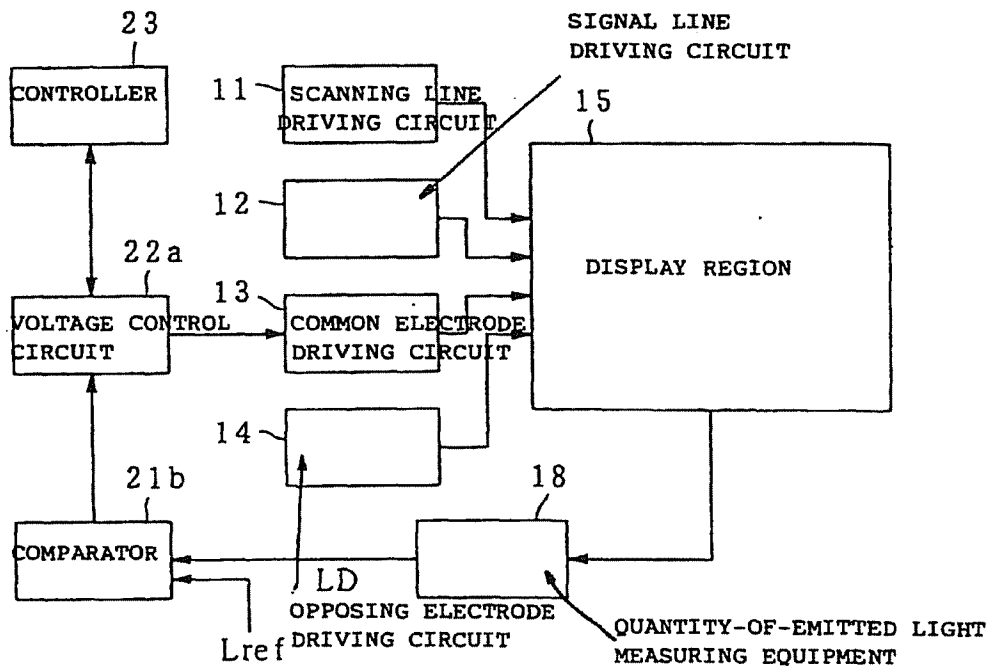 SIGNAL LINE
DRIVING CIRCUIT
23
CONTROLLER
11
SCANNING LINE
DRIVING CIRCUIT
15
12
DISPLAY REGION
22a
VOLTAGE CONTROL
CIRCUIT
13
COMMON ELECTRODE
DRIVING CIRCUIT
14
21b
COMPARATOR
18
LD
OPPOSING ELECTRODE
DRIVING CIRCUIT
Lref
QUANTITY-OF-EMITTED LIGHT
MEASURING EQUIPMENT